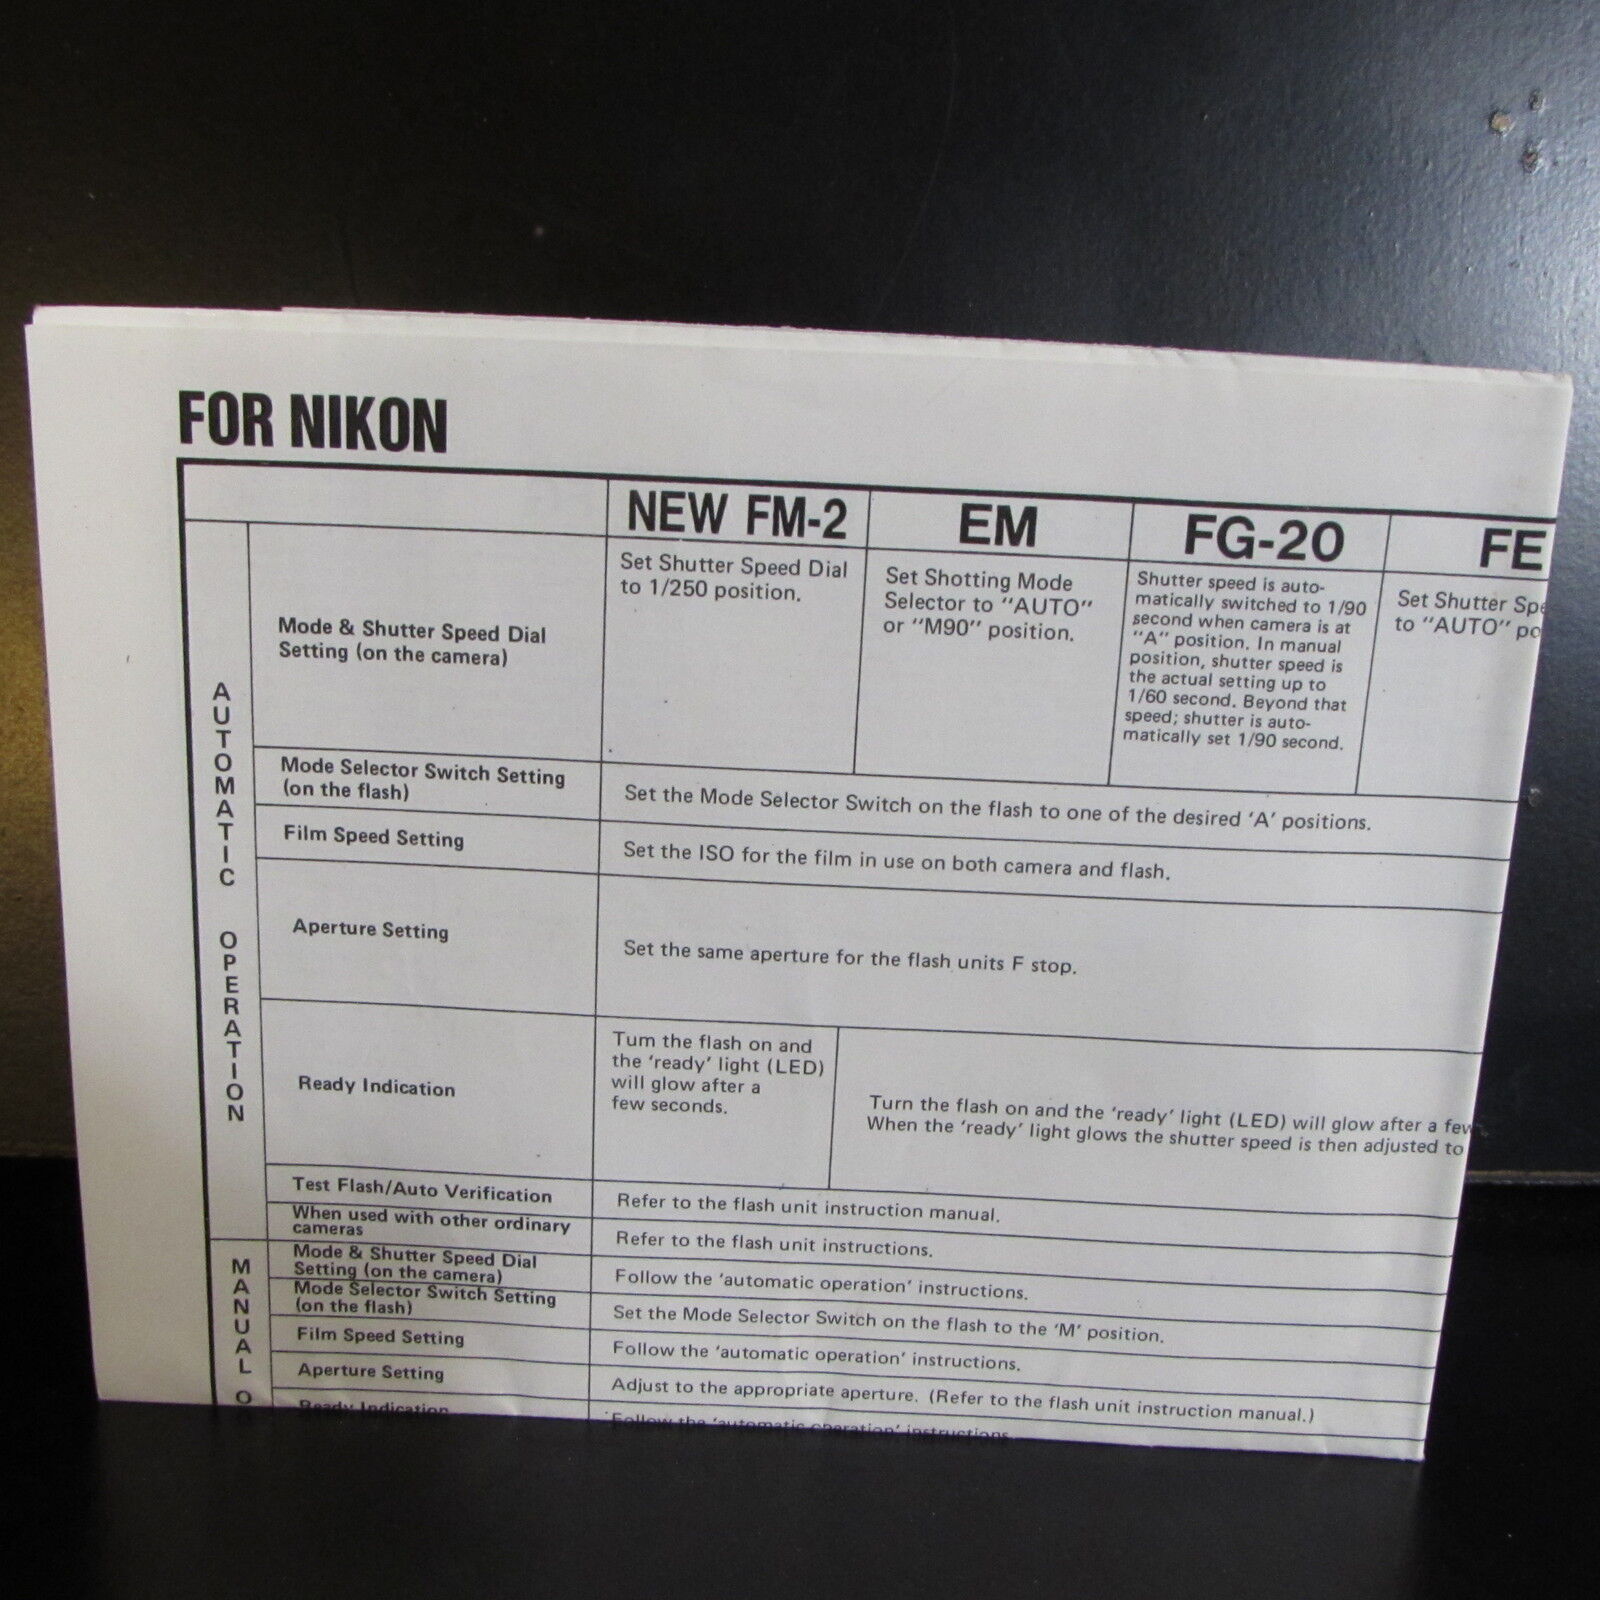 FOR NIKON
NEW FM-2
EM
FG-20
FE
AUTOMATIC OPERATION
Mode & Shutter Speed Dial
Setting (on the camera)
Set Shutter Speed Dial
to 1/250 position.
Set Shotting Mode
Selector to "AUTO"
or "M90" position.
Shutter speed is auto-
matically switched to 1/90
second when camera is at
"A" position. In manual
position, shutter speed is
the actual setting up to
1/60 second. Beyond that
speed; shutter is auto-
matically set 1/90 second.
Set Shutter Spe
to "AUTO" po
Mode Selector Switch Setting
(on the flash)
Set the Mode Selector Switch on the flash to one of the desired 'A' positions.
Film Speed Setting
Set the ISO for the film in use on both camera and flash.
Aperture Setting
Set the same aperture for the flash units F stop.
Ready Indication
Tum the flash on and
the 'ready' light (LED)
will glow after a
few seconds.
Turn the flash on and the 'ready' light (LED) will glow after a few
When the 'ready' light glows the shutter speed is then adjusted to
Test Flash/Auto Verification
Refer to the flash unit instruction manual.
When used with other ordinary
cameras
Refer to the flash unit instructions.
MANUAL O
Mode & Shutter Speed Dial
Setting (on the camera)
Follow the 'automatic operation' instructions.
Mode Selector Switch Setting
(on the flash)
Set the Mode Selector Switch on the flash to the 'M' position.
Film Speed Setting
Follow the 'automatic operation' instructions.
Aperture Setting
Adjust to the appropriate aperture. (Refer to the flash unit instruction manual.)
Ready Indication
Follow the 'automatic operation' instructions.